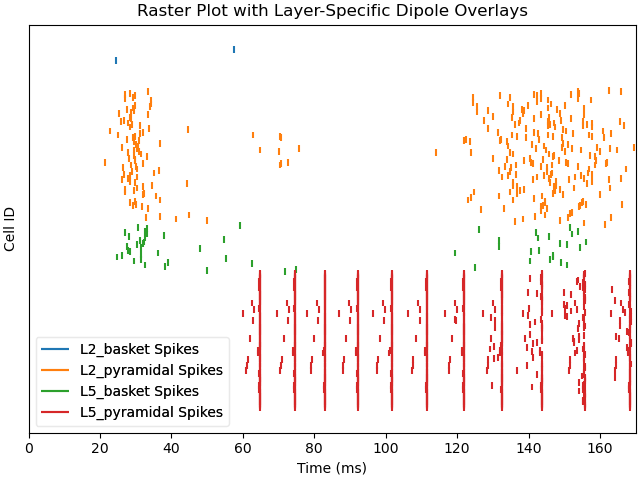 Raster Plot with Layer-Specific Dipole Overlays
Cell ID
L2_basket Spikes
L2_pyramidal Spikes
L5_basket Spikes
L5_pyramidal Spikes
0 20 40 60 80 100 120 140 160
Time (ms)